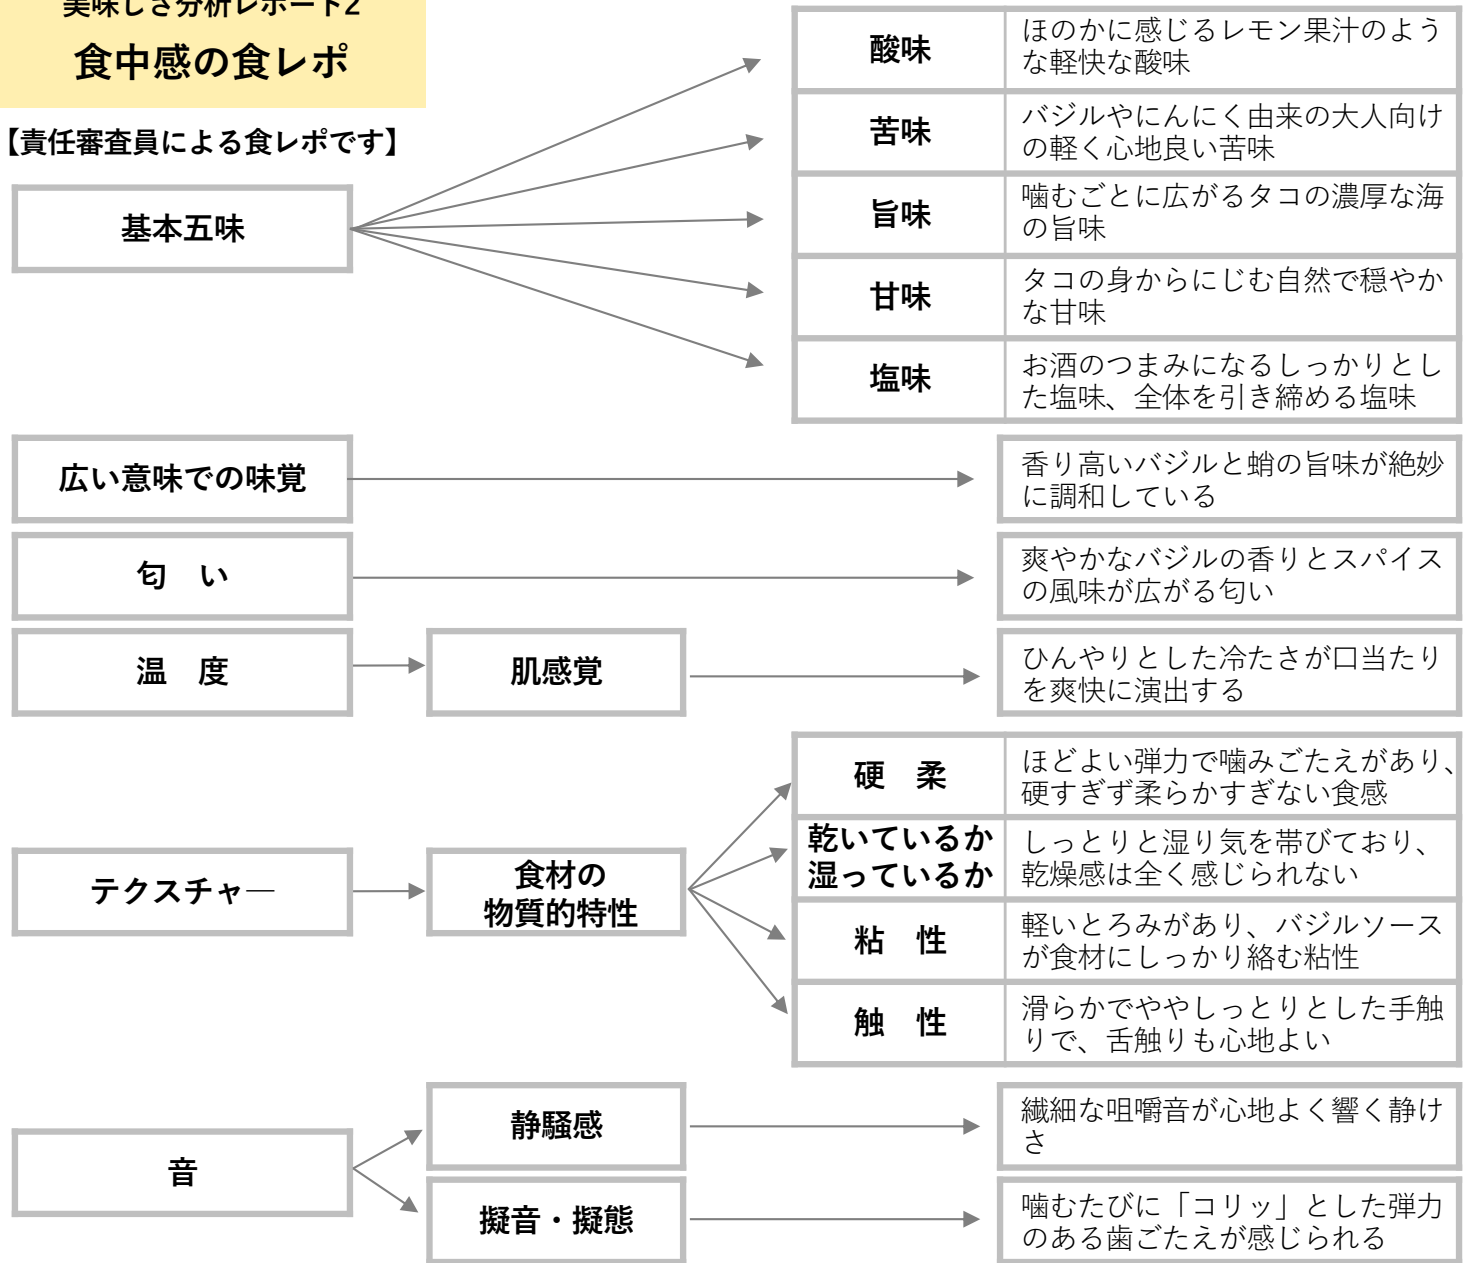 美味しさ分析レポート2
食中感の食レポ
【責任審査員による食レポです】
基本五味
酸味
ほのかに感じるレモン果汁のよう
な軽快な酸味
苦味
バジルやにんにく由来の大人向け
の軽く心地良い苦味
旨味
噛むごとに広がるタコの濃厚な海
の旨味
甘味
タコの身からにじむ自然で穏やか
な甘味
塩味
お酒のつまみになるしっかりとし
た塩味、全体を引き締める塩味
広い意味での味覚
香り高いバジルと蛸の旨味が絶妙
に調和している
匂　い
爽やかなバジルの香りとスパイス
の風味が広がる匂い
温　度
肌感覚
ひんやりとした冷たさが口当たり
を爽快に演出する
テクスチャ―
食材の
物質的特性
硬　柔
ほどよい弾力で噛みごたえがあり、
硬すぎず柔らかすぎない食感
乾いているか
湿っているか
しっとりと湿り気を帯びており、
乾燥感は全く感じられない
粘　性
軽いとろみがあり、バジルソース
が食材にしっかり絡む粘性
触　性
滑らかでややしっとりとした手触
りで、舌触りも心地よい
音
静騒感
繊細な咀嚼音が心地よく響く静け
さ
擬音・擬態
噛むたびに「コリッ」とした弾力
のある歯ごたえが感じられる